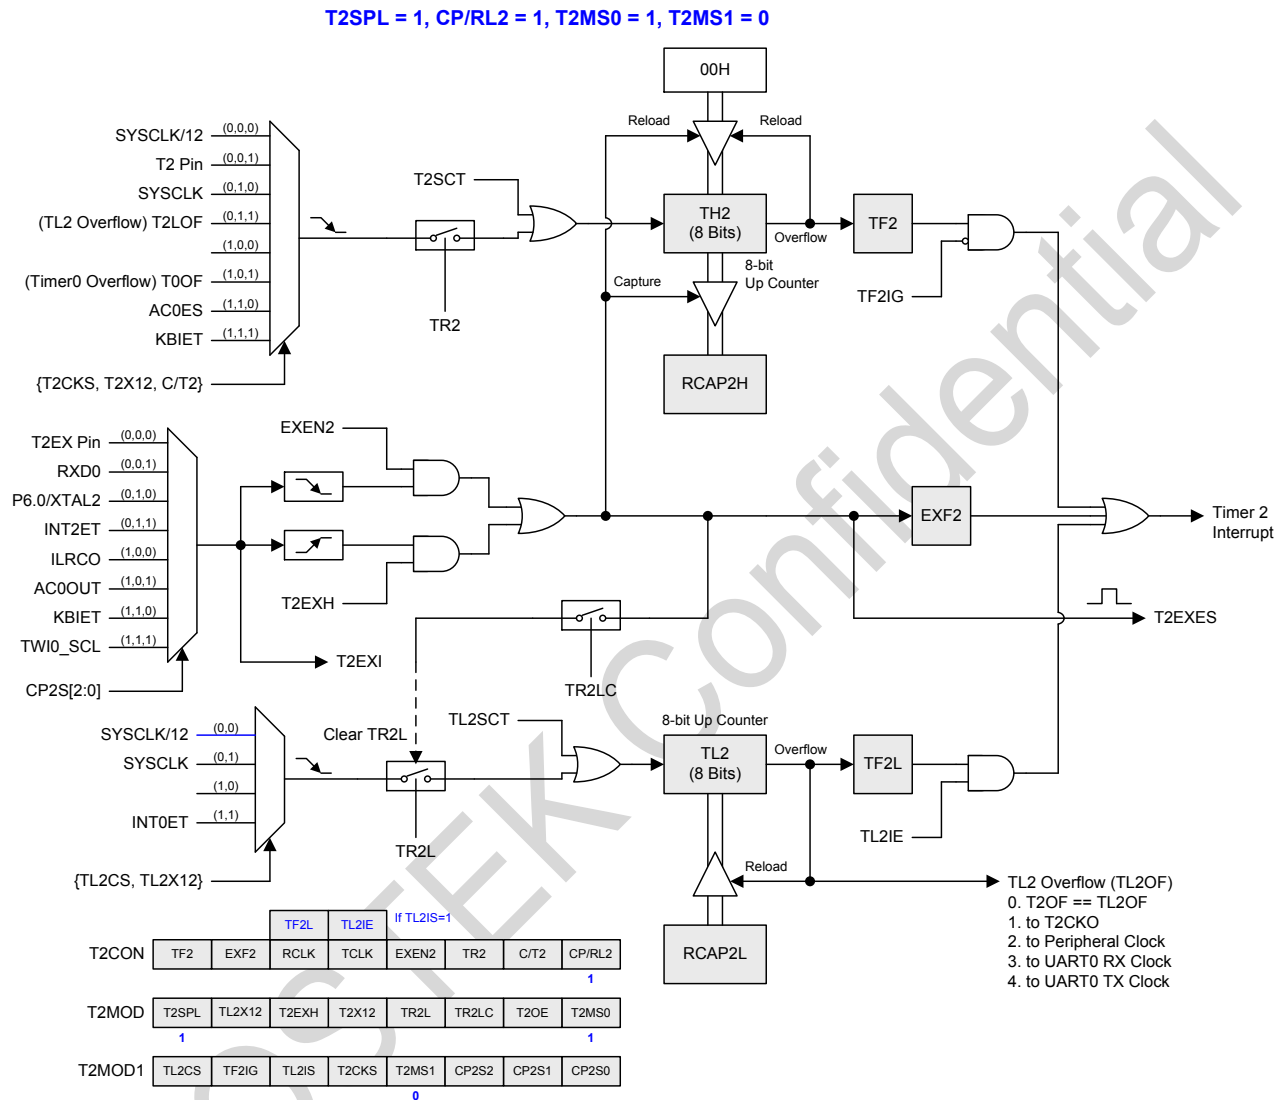 T2SPL = 1, CP/RL2 = 1, T2MS0 = 1, T2MS1 = 0
00H
Reload
Reload
SYSCLK/12 (0,0,0)
T2 Pin (0,0,1)
SYSCLK (0,1,0)
(TL2 Overflow) T2LOF (0,1,1)
(1,0,0)
(Timer0 Overflow) T0OF (1,0,1)
AC0ES (1,1,0)
KBIET (1,1,1)
{T2CKS, T2X12, C/T2}
T2SCT
TR2
TH2
(8 Bits)
Overflow
8-bit
Up Counter
Capture
RCAP2H
TF2
TF2IG
T2EX Pin (0,0,0)
RXD0 (0,0,1)
P6.0/XTAL2 (0,1,0)
INT2ET (0,1,1)
ILRCO (1,0,0)
AC0OUT (1,0,1)
KBIET (1,1,0)
TWI0_SCL (1,1,1)
CP2S[2:0]
EXEN2
T2EXH
T2EXI
EXF2
Timer 2
Interrupt
T2EXES
TR2LC
SYSCLK/12 (0,0)
SYSCLK (0,1)
(1,0)
INT0ET (1,1)
{TL2CS, TL2X12}
Clear TR2L
TR2L
TL2SCT
8-bit Up Counter
TL2
(8 Bits)
Overflow
TF2L
TL2IE
Reload
RCAP2L
TL2 Overflow (TL2OF)
0. T2OF == TL2OF
1. to T2CKO
2. to Peripheral Clock
3. to UART0 RX Clock
4. to UART0 TX Clock
TF2L TL2IE If TL2IS=1
T2CON TF2 EXF2 RCLK TCLK EXEN2 TR2 C/T2 CP/RL2
1
T2MOD T2SPL TL2X12 T2EXH T2X12 TR2L TR2LC T2OE T2MS0
1 1
T2MOD1 TL2CS TF2IG TL2IS T2CKS T2MS1 CP2S2 CP2S1 CP2S0
0
OSTEK Confidential